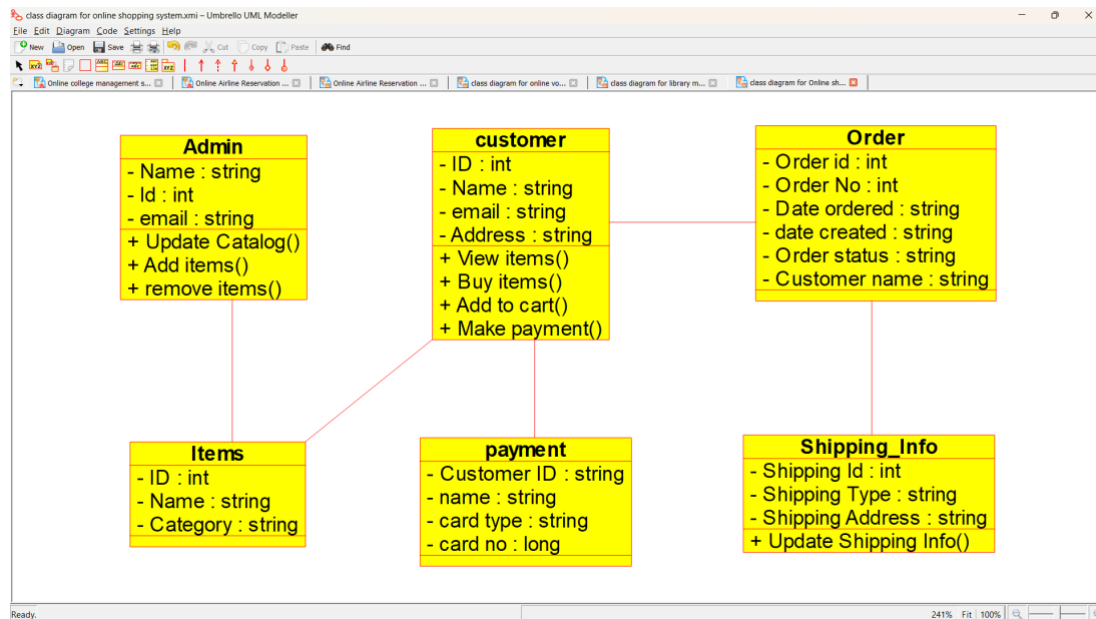 class diagram for online shopping system.xmi – Umbrello UML Modeller
File Edit Diagram Code Settings Help
New Open Save Cut Copy Paste Find
Online college management s... Online Airline Reservation ... Online Airline Reservation ... class diagram for online vo... class diagram for library m... class diagram for Online sh...
Admin
- Name : string
- Id : int
- email : string
+ Update Catalog()
+ Add items()
+ remove items()
customer
- ID : int
- Name : string
- email : string
- Address : string
+ View items()
+ Buy items()
+ Add to cart()
+ Make payment()
Order
- Order id : int
- Order No : int
- Date ordered : string
- date created : string
- Order status : string
- Customer name : string
Items
- ID : int
- Name : string
- Category : string
payment
- Customer ID : string
- name : string
- card type : string
- card no : long
Shipping_Info
- Shipping Id : int
- Shipping Type : string
- Shipping Address : string
+ Update Shipping Info()
Ready.
241% Fit 100%